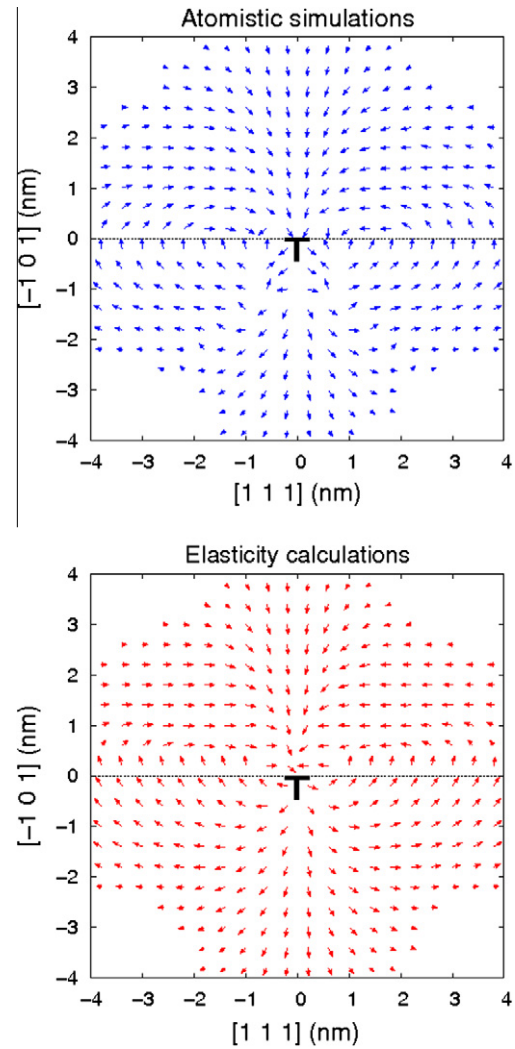 Atomistic simulations
4
3
2
1
0
−1
−2
−3
−4
[−1 0 1] (nm)
−4 −3 −2 −1 0 1 2 3 4
[1 1 1] (nm)
Elasticity calculations
4
3
2
1
0
−1
−2
−3
−4
[−1 0 1] (nm)
−4 −3 −2 −1 0 1 2 3 4
[1 1 1] (nm)